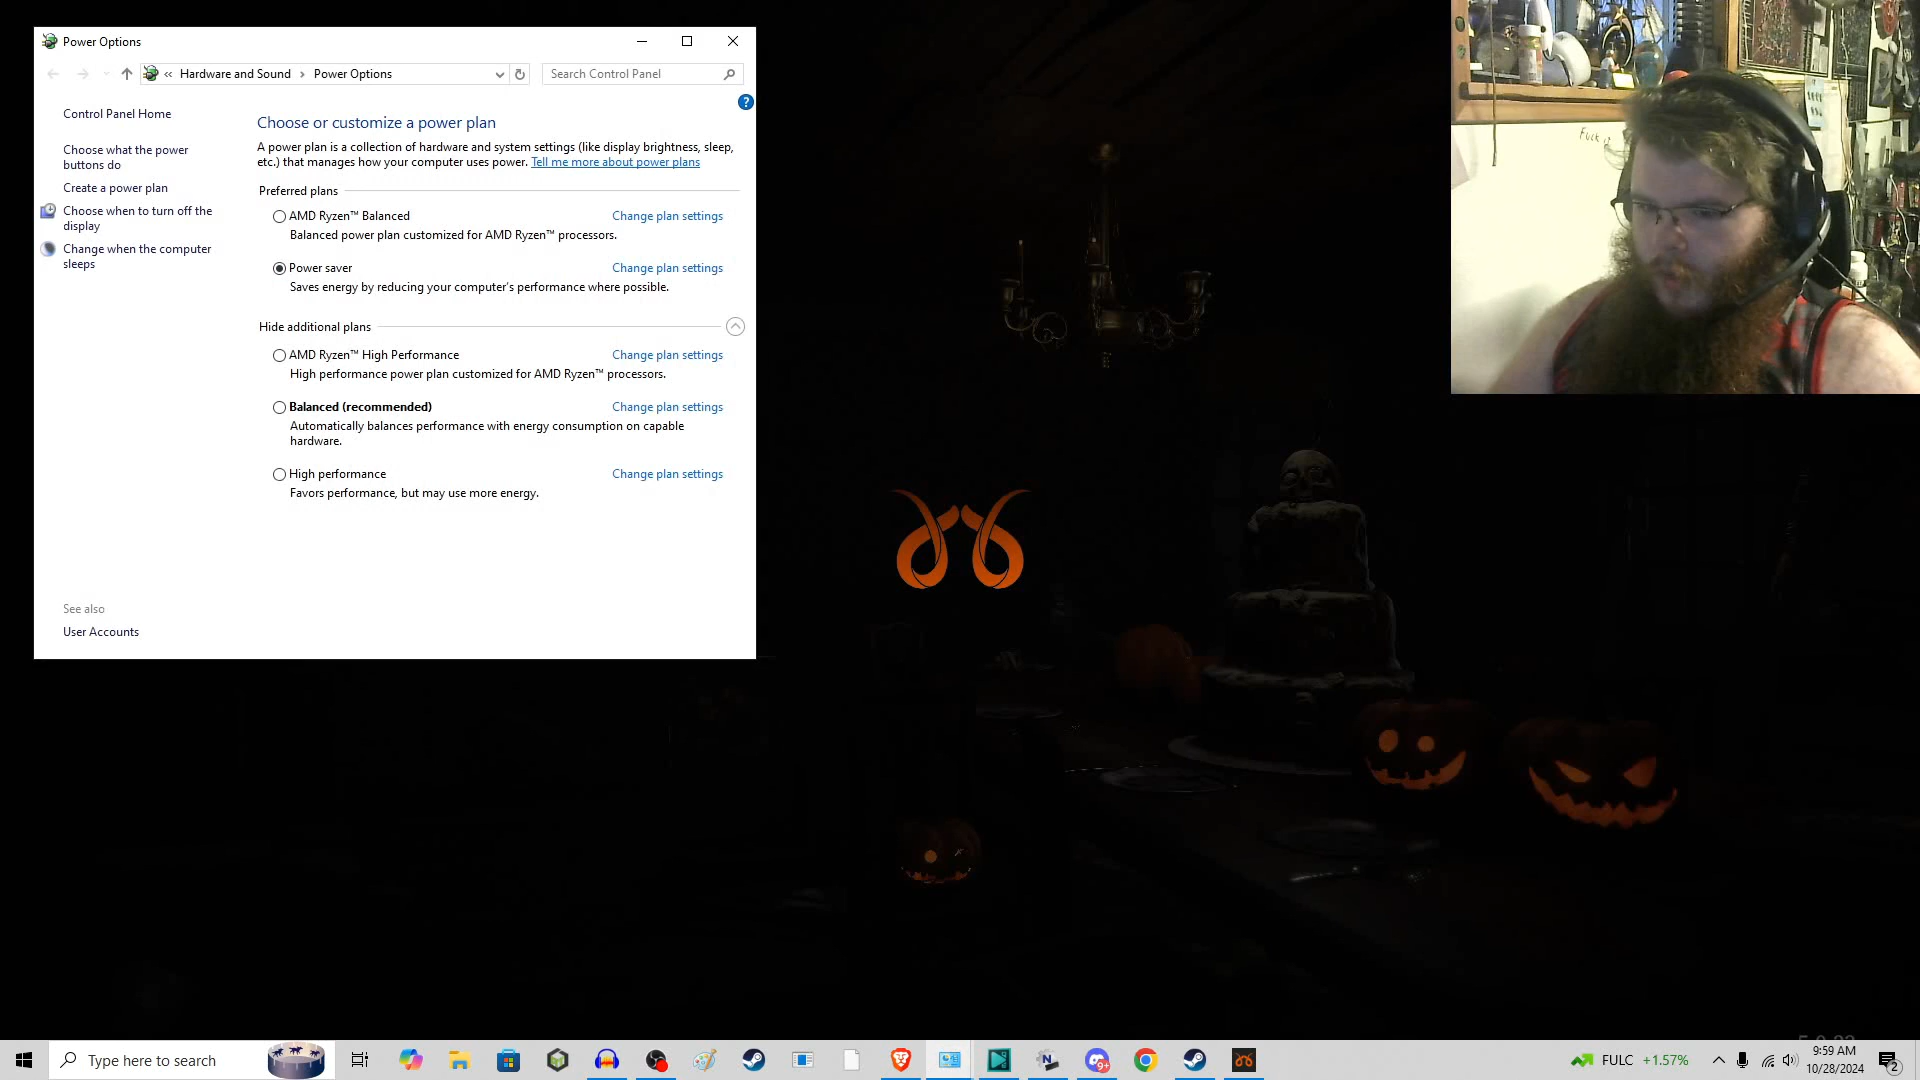 Power Options
« Hardware and Sound › Power Options
Search Control Panel
?
Control Panel Home
Choose what the power
buttons do
Create a power plan
Choose when to turn off the
display
Change when the computer
sleeps
See also
User Accounts
Choose or customize a power plan
A power plan is a collection of hardware and system settings (like display brightness, sleep,
etc.) that manages how your computer uses power. Tell me more about power plans
Preferred plans
AMD Ryzen™ Balanced Change plan settings
Balanced power plan customized for AMD Ryzen™ processors.
Power saver Change plan settings
Saves energy by reducing your computer's performance where possible.
Hide additional plans
AMD Ryzen™ High Performance Change plan settings
High performance power plan customized for AMD Ryzen™ processors.
Balanced (recommended) Change plan settings
Automatically balances performance with energy consumption on capable
hardware.
High performance Change plan settings
Favors performance, but may use more energy.
Fuck it
Type here to search
N
9+
FULC +1.57%
9:59 AM
10/28/2024
2